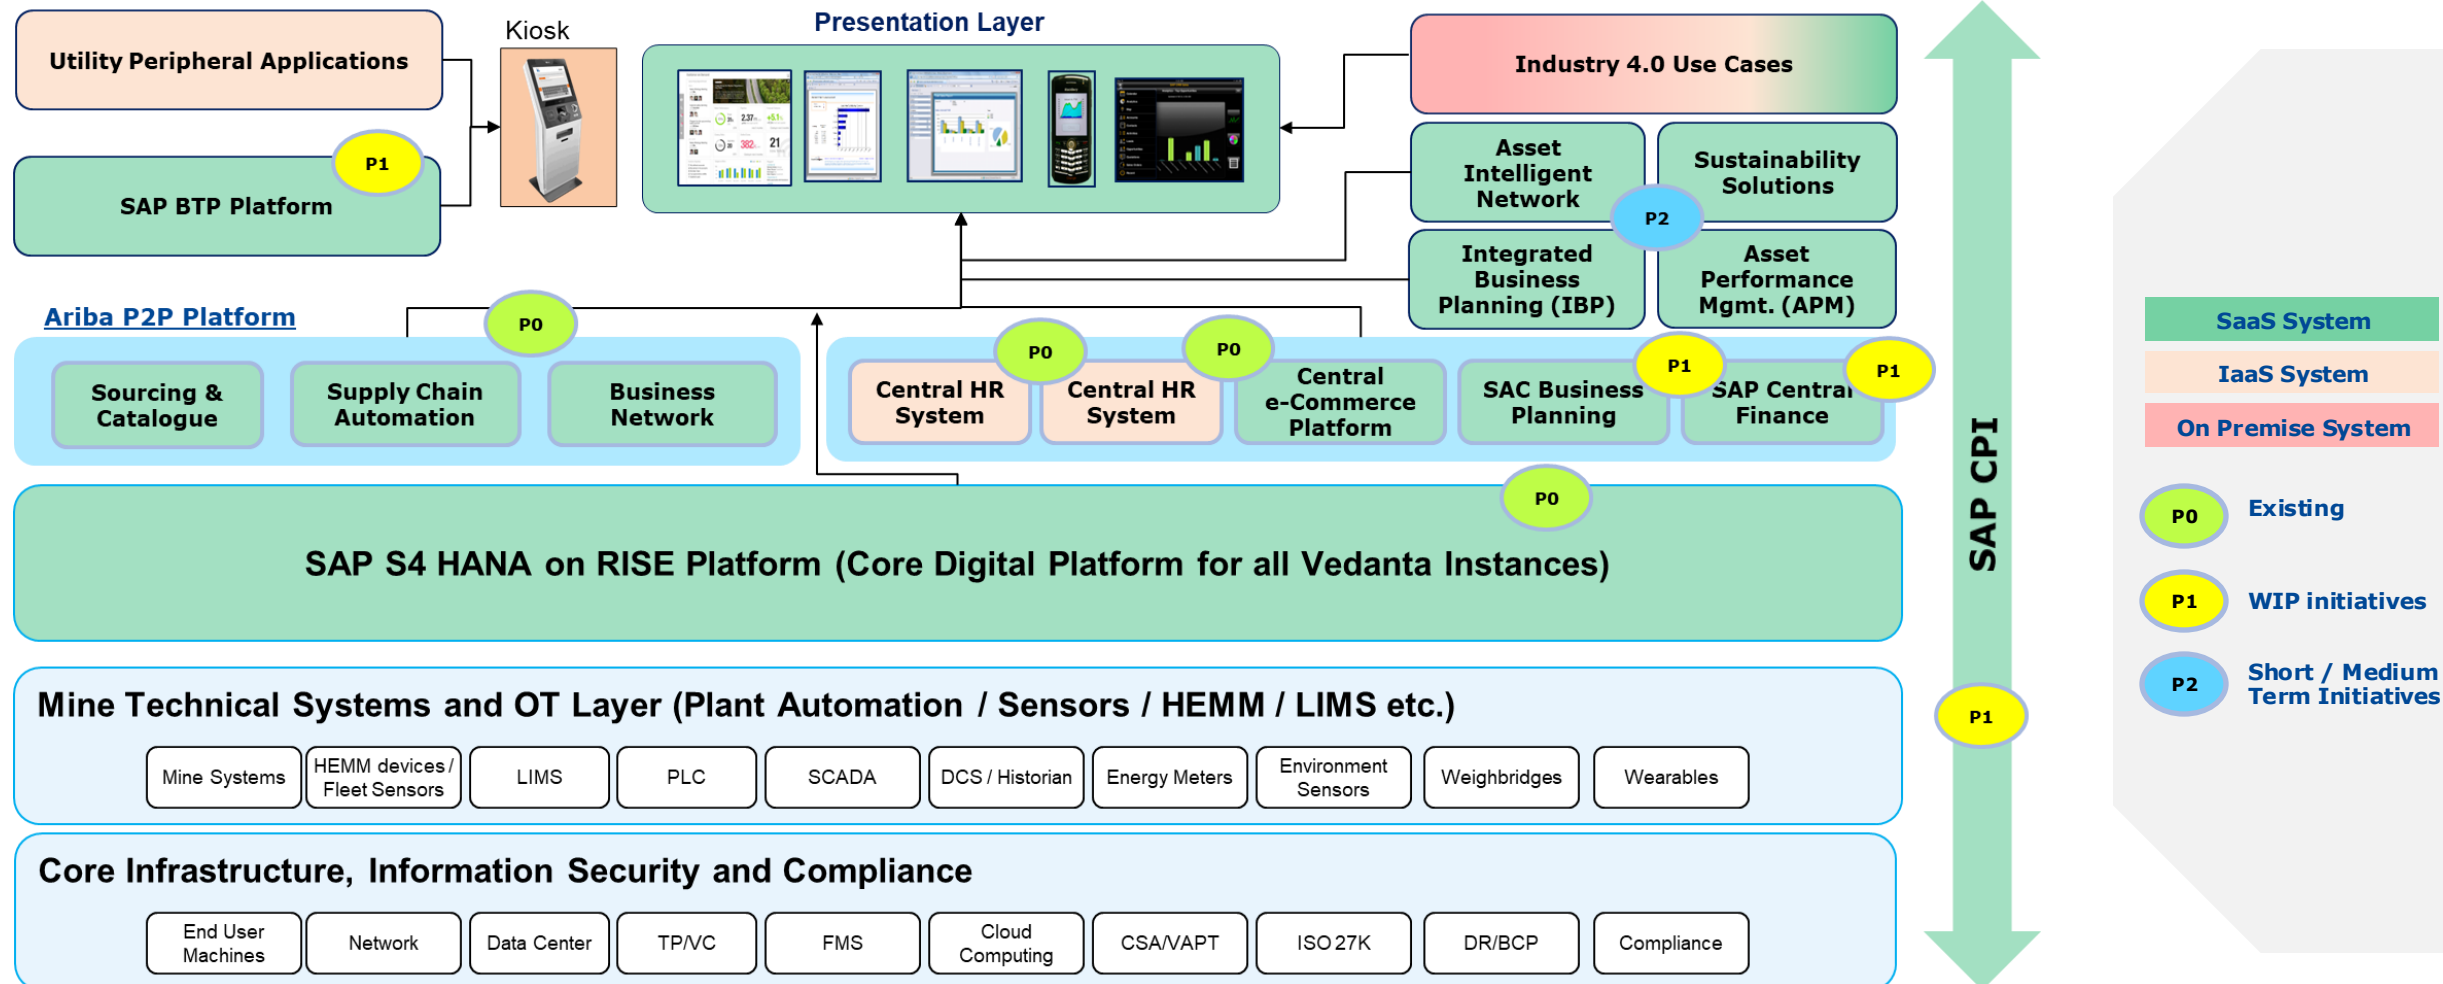 Utility Peripheral Applications
Kiosk
Presentation Layer
Industry 4.0 Use Cases
P1
SAP BTP Platform
Asset
Intelligent
Network
Sustainability
Solutions
P2
Integrated
Business
Planning (IBP)
Asset
Performance
Mgmt. (APM)
Ariba P2P Platform
P0
Sourcing &
Catalogue
Supply Chain
Automation
Business
Network
P0
P0
P1
P1
Central HR
System
Central HR
System
Central
e-Commerce
Platform
SAC Business
Planning
SAP Central
Finance
P0
SAP S4 HANA on RISE Platform (Core Digital Platform for all Vedanta Instances)
Mine Technical Systems and OT Layer (Plant Automation / Sensors / HEMM / LIMS etc.)
Mine Systems
HEMM devices /
Fleet Sensors
LIMS
PLC
SCADA
DCS / Historian
Energy Meters
Environment
Sensors
Weighbridges
Wearables
Core Infrastructure, Information Security and Compliance
End User
Machines
Network
Data Center
TP/VC
FMS
Cloud
Computing
CSA/VAPT
ISO 27K
DR/BCP
Compliance
SAP CPI
P1
SaaS System
IaaS System
On Premise System
P0
Existing
P1
WIP initiatives
P2
Short / Medium
Term Initiatives